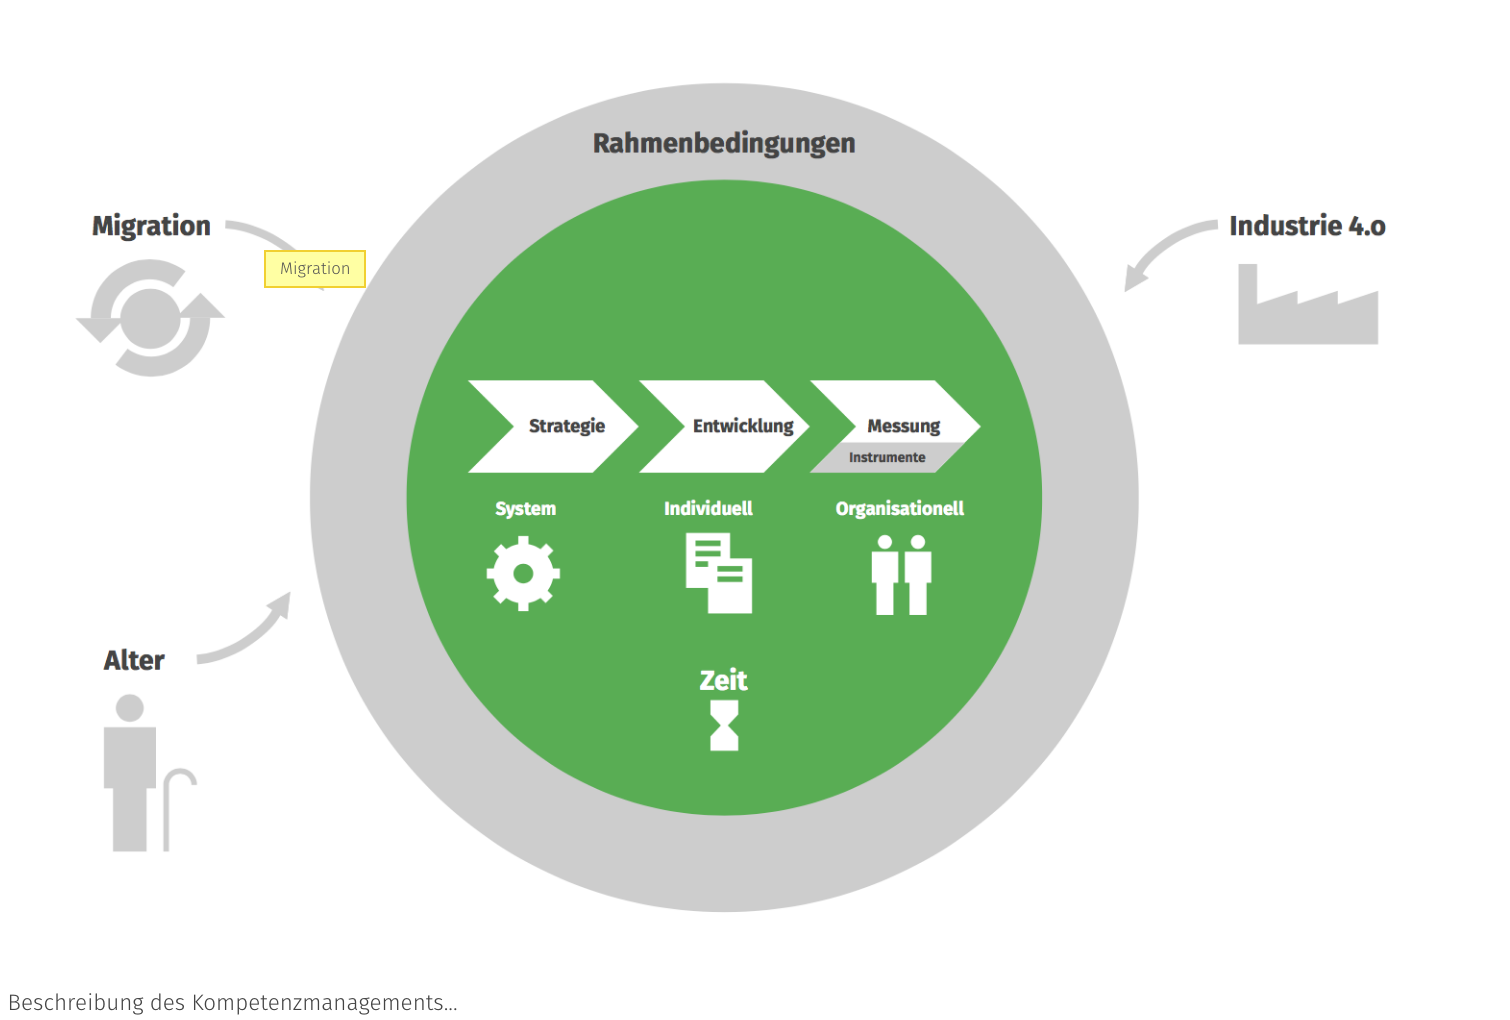 Rahmenbedingungen
Migration
Industrie 4.0
Migration
Strategie
Entwicklung
Messung
Instrumente
System
Individuell
Organisationell
Alter
Zeit
Beschreibung des Kompetenzmanagements...